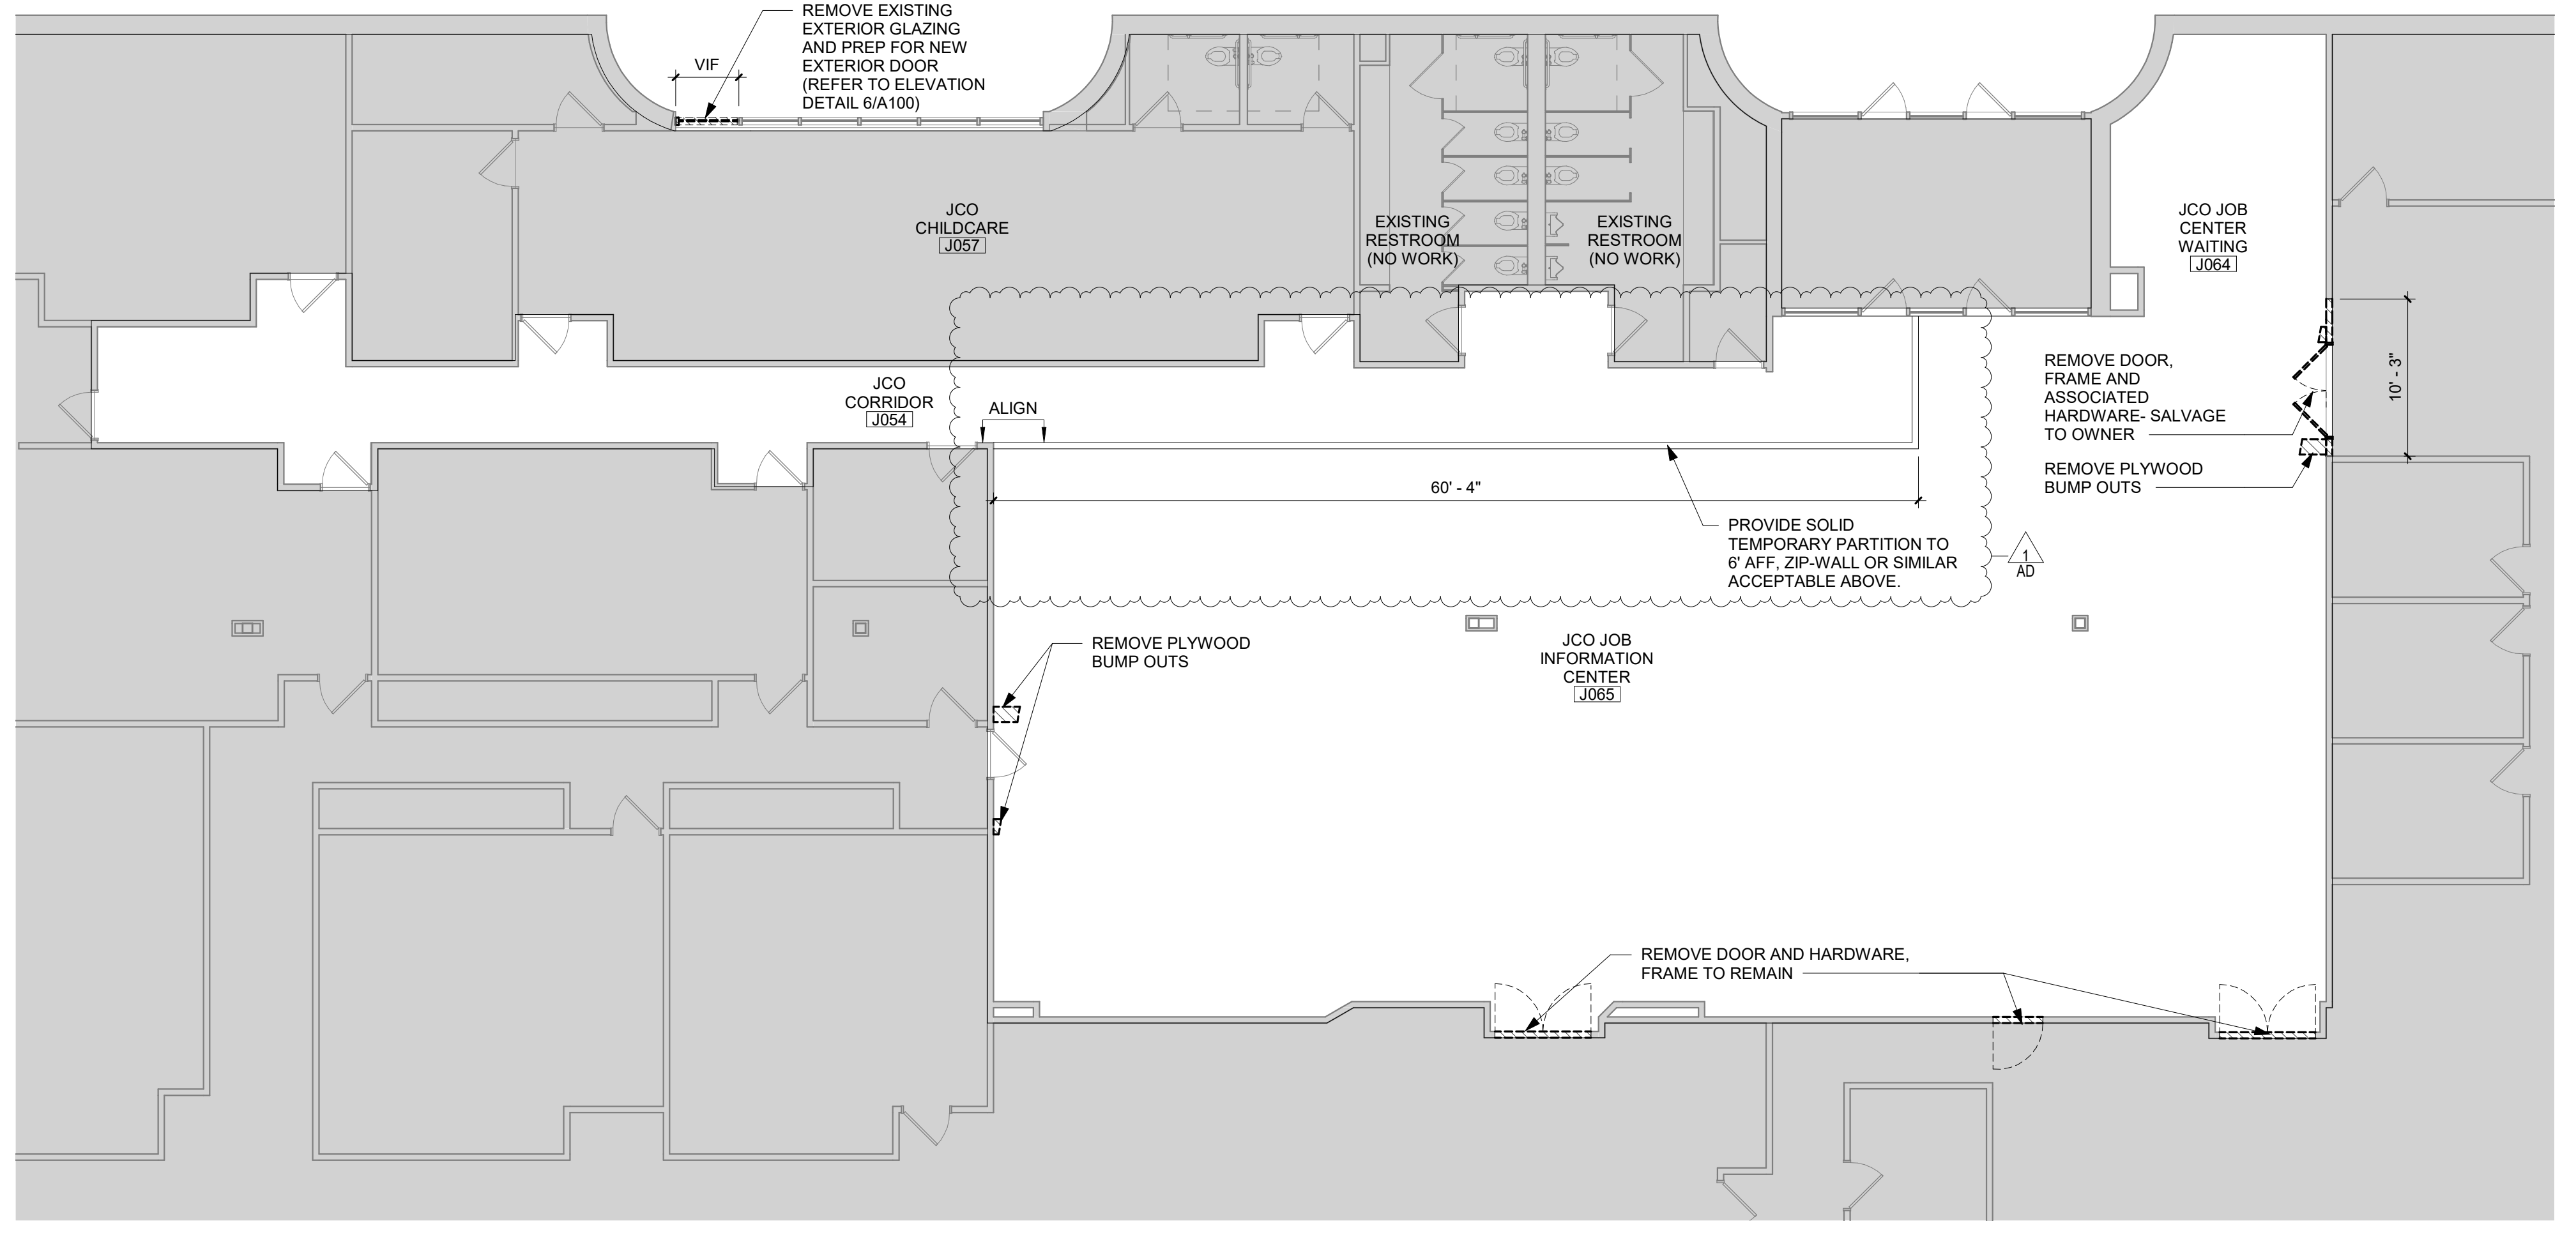 REMOVE EXISTING
EXTERIOR GLAZING
AND PREP FOR NEW
EXTERIOR DOOR
(REFER TO ELEVATION
DETAIL 6/A100)
VIF
JCO
CHILDCARE
J057
EXISTING
RESTROOM
(NO WORK)
EXISTING
RESTROOM
(NO WORK)
JCO JOB
CENTER
WAITING
J064
JCO
CORRIDOR
J054
ALIGN
REMOVE DOOR,
FRAME AND
ASSOCIATED
HARDWARE- SALVAGE
TO OWNER
10' - 3"
REMOVE PLYWOOD
BUMP OUTS
60' - 4"
PROVIDE SOLID
TEMPORARY PARTITION TO
6' AFF, ZIP-WALL OR SIMILAR
ACCEPTABLE ABOVE.
1
AD
REMOVE PLYWOOD
BUMP OUTS
JCO JOB
INFORMATION
CENTER
J065
REMOVE DOOR AND HARDWARE,
FRAME TO REMAIN